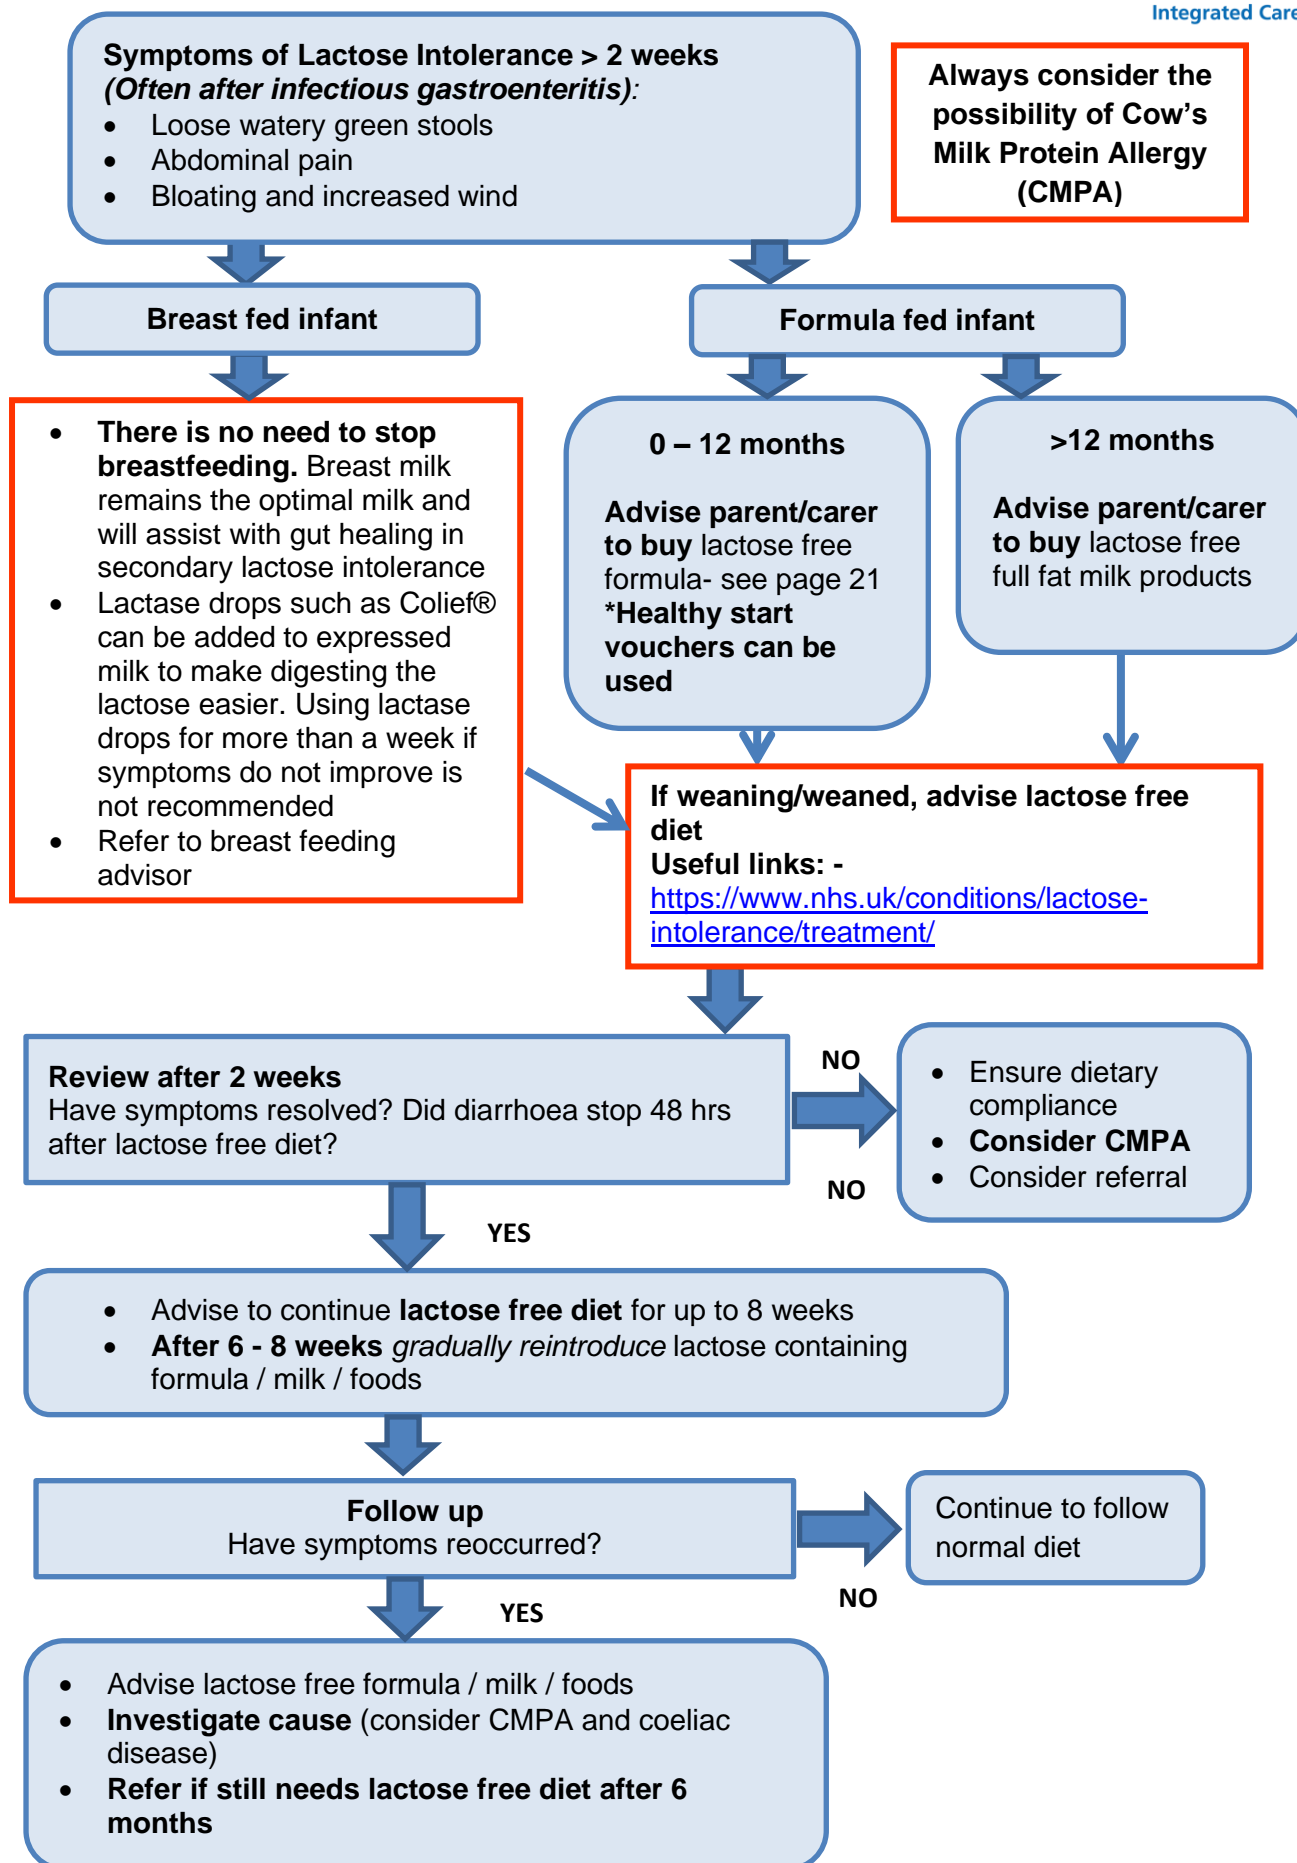 Integrated Care
Symptoms of Lactose Intolerance > 2 weeks
(Often after infectious gastroenteritis):
• Loose watery green stools
• Abdominal pain
• Bloating and increased wind
Always consider the
possibility of Cow's
Milk Protein Allergy
(CMPA)
Breast fed infant
Formula fed infant
• There is no need to stop
breastfeeding. Breast milk
remains the optimal milk and
will assist with gut healing in
secondary lactose intolerance
• Lactase drops such as Colief®
can be added to expressed
milk to make digesting the
lactose easier. Using lactase
drops for more than a week if
symptoms do not improve is
not recommended
• Refer to breast feeding
advisor
0 – 12 months
Advise parent/carer
to buy lactose free
formula- see page 21
*Healthy start
vouchers can be
used
>12 months
Advise parent/carer
to buy lactose free
full fat milk products
If weaning/weaned, advise lactose free
diet
Useful links: -
https://www.nhs.uk/conditions/lactose-
intolerance/treatment/
Review after 2 weeks
Have symptoms resolved? Did diarrhoea stop 48 hrs
after lactose free diet?
NO
NO
• Ensure dietary
compliance
• Consider CMPA
• Consider referral
YES
• Advise to continue lactose free diet for up to 8 weeks
• After 6 - 8 weeks gradually reintroduce lactose containing
formula / milk / foods
Follow up
Have symptoms reoccurred?
NO
Continue to follow
normal diet
YES
• Advise lactose free formula / milk / foods
• Investigate cause (consider CMPA and coeliac
disease)
• Refer if still needs lactose free diet after 6
months